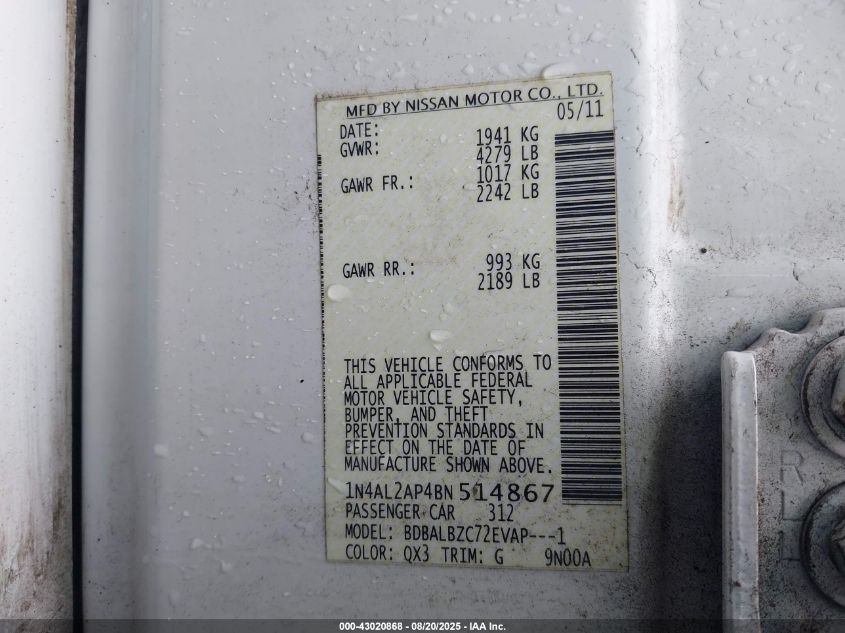 MFD BY NISSAN MOTOR CO., LTD.
DATE: 05/11
GVWR: 1941 KG
4279 LB
GAWR FR.: 1017 KG
2242 LB
GAWR RR.: 993 KG
2189 LB
THIS VEHICLE CONFORMS TO
ALL APPLICABLE FEDERAL
MOTOR VEHICLE SAFETY,
BUMPER, AND THEFT
PREVENTION STANDARDS IN
EFFECT ON THE DATE OF
MANUFACTURE SHOWN ABOVE.
1N4AL2AP4BN 514867
PASSENGER CAR 312
MODEL: BDBALBZC72EVAP---1
COLOR: QX3 TRIM: G 9N00A
000-43020868 - 08/20/2025 - IAA Inc.